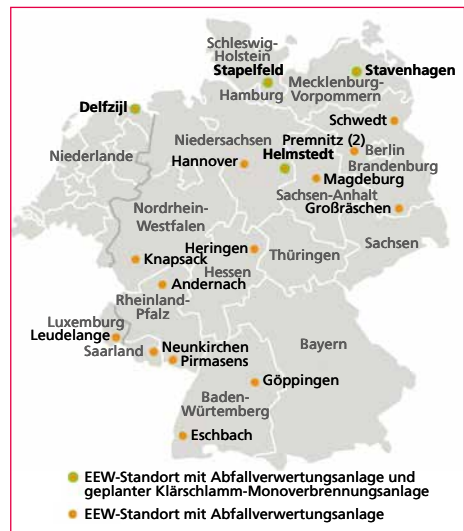 Schleswig-
Holstein
Stapelfeld
Stavenhagen
Mecklenburg-
Vorpommern
Hamburg
Delfzijl
Schwedt
Niedersachsen
Premnitz (2)
Berlin
Niederlande
Hannover
Helmstedt
Brandenburg
Magdeburg
Sachsen-Anhalt
Großräschen
Nordrhein-
Westfalen
Sachsen
Heringen
Thüringen
Knapsack
Hessen
Andernach
Rheinland-
Pfalz
Luxemburg
Leudelange
Saarland
Neunkirchen
Pirmasens
Bayern
Göppingen
Baden-
Württemberg
Eschbach
EEW-Standort mit Abfallverwertungsanlage und
geplanter Klärschlamm-Monoverbrennungsanlage
EEW-Standort mit Abfallverwertungsanlage